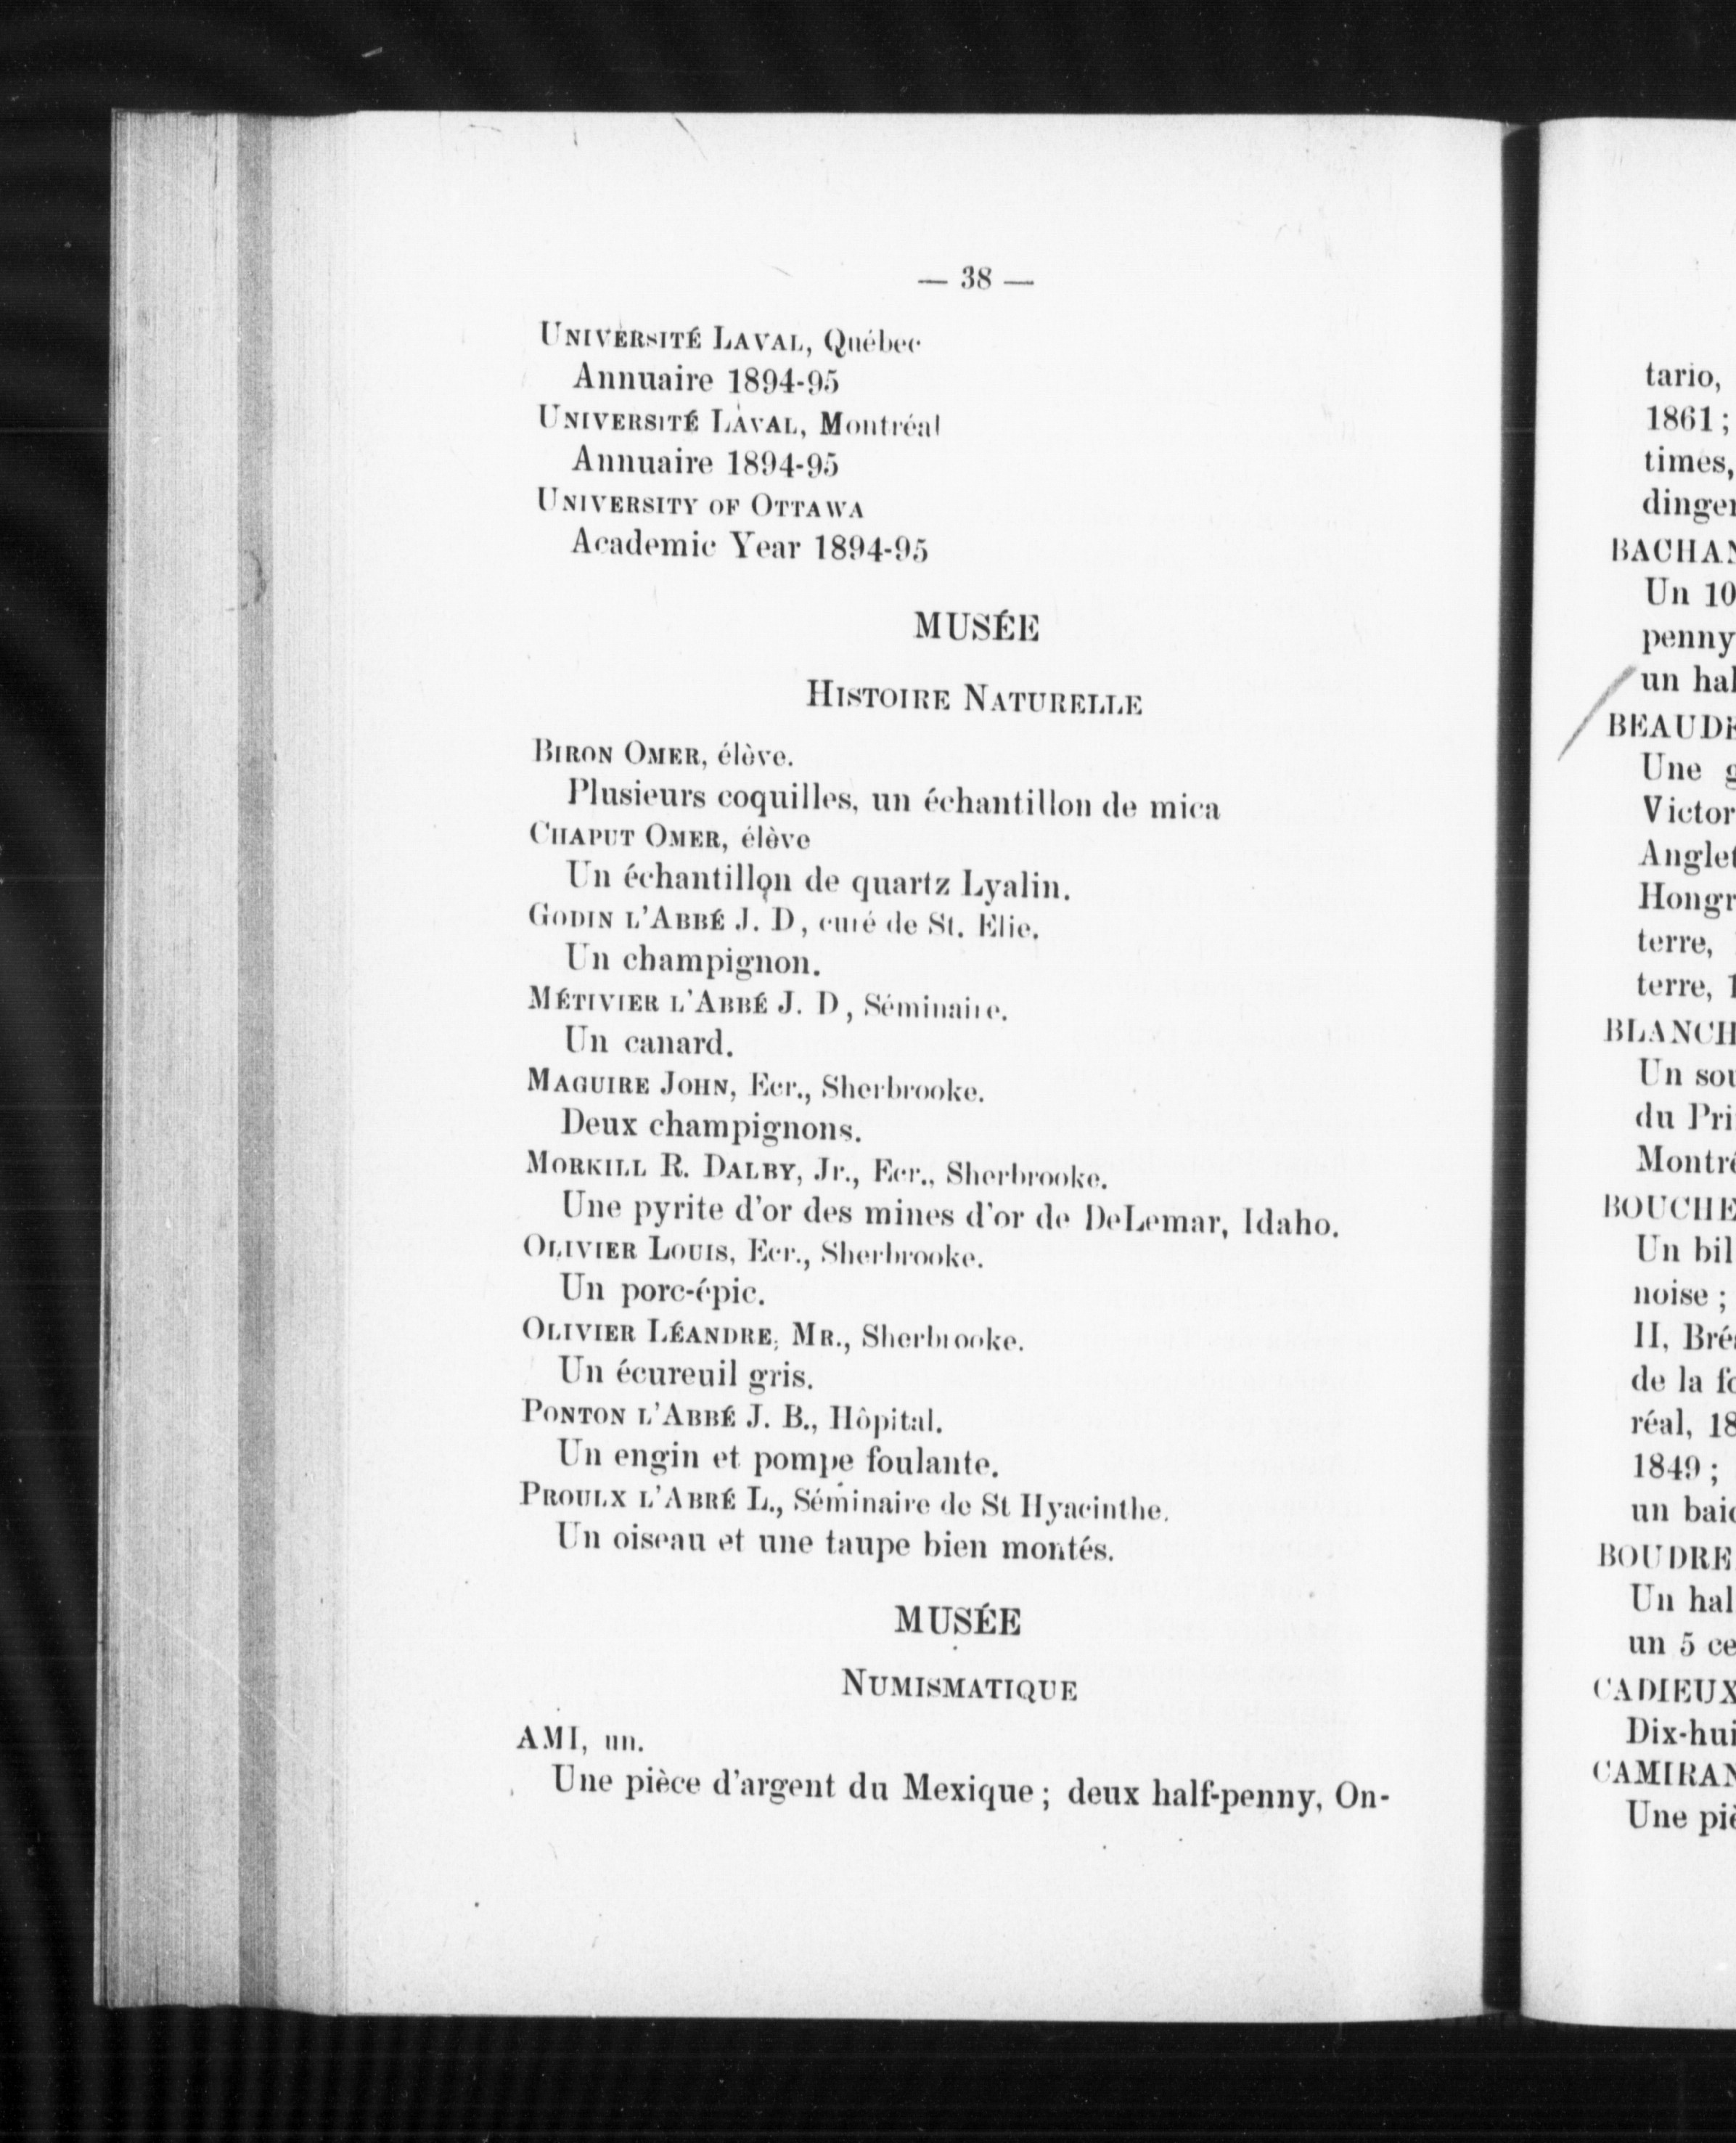 — 38 —
UNIVERSITÉ LAVAL, Québec
Annuaire 1894-95
UNIVERSITÉ LAVAL, Montréal
Annuaire 1894-95
UNIVERSITY OF OTTAWA
Academic Year 1894-95
MUSÉE
HISTOIRE NATURELLE
BIRON OMER, élève.
Plusieurs coquilles, un échantillon de mica
CHAPUT OMER, élève
Un échantillon de quartz Lyalin.
GODIN L'ABBÉ J. D, curé de St. Elie.
Un champignon.
MÉTIVIER L'ABBÉ J. D, Séminaire.
Un canard.
MAGUIRE JOHN, Ecr., Sherbrooke.
Deux champignons.
MORKILL R. DALBY, Jr., Ecr., Sherbrooke.
Une pyrite d'or des mines d'or de DeLemar, Idaho.
OLIVIER LOUIS, Ecr., Sherbrooke.
Un porc-épic.
OLIVIER LÉANDRE, MR., Sherbrooke.
Un écureuil gris.
PONTON L'ABBÉ J. B., Hôpital.
Un engin et pompe foulante.
PROULX L'ABRÉ L., Séminaire de St Hyacinthe.
Un oiseau et une taupe bien montés.
MUSÉE
NUMISMATIQUE
AMI, un.
Une pièce d'argent du Mexique ; deux half-penny, On-
tario,
1861 ;
times,
dinger
BACHAN
Un 10
penny
un hal
BEAUDE
Une g
Victor
Anglet
Hongr
terre,
terre, 1
BLANCH
Un sou
du Pri
Montré
BOUCHE
Un bil
noise ;
II, Bré
de la fo
réal, 18
1849 ;
un
BOUDRE
Un hal
un 5 ce
CADIEUX
Dix-hui
CAMIRAN
Une piè